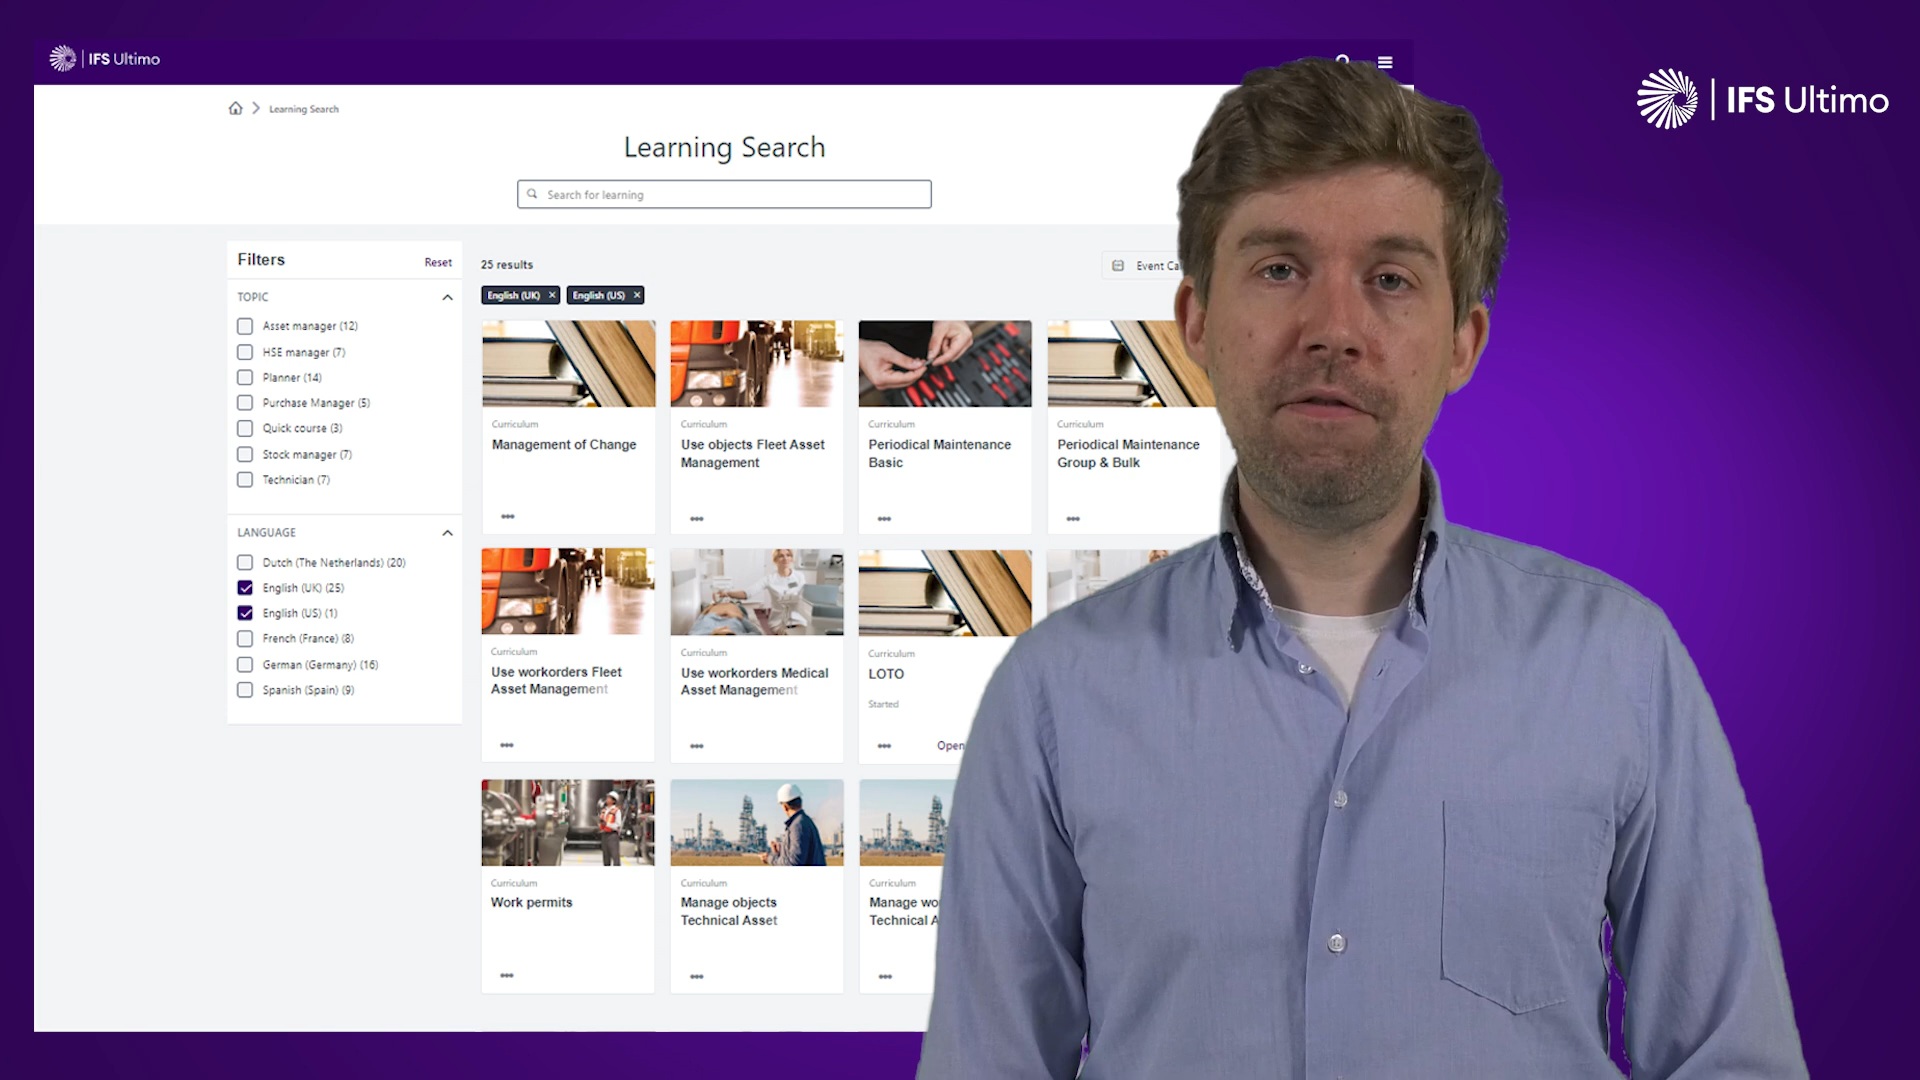 IFS Ultimo
IFS Ultimo
Learning Search
Learning Search
Search for learning
Filters
Reset
TOPIC
Asset manager (12)
HSE manager (7)
Planner (14)
Purchase Manager (5)
Quick course (3)
Stock manager (7)
Technician (7)
LANGUAGE
Dutch (The Netherlands) (20)
English (UK) (25)
English (US) (1)
French (France) (8)
German (Germany) (16)
Spanish (Spain) (9)
25 results
Event
English (UK) ×
English (US) ×
Curriculum
Management of Change
Curriculum
Use objects Fleet Asset
Management
Curriculum
Periodical Maintenance
Basic
Curriculum
Periodical Maintenance
Group & Bulk
Curriculum
Use workorders Fleet
Asset Management
Curriculum
Use workorders Medical
Asset Management
Curriculum
LOTO
Started
Open
Curriculum
Work permits
Curriculum
Manage objects
Technical Asset
Curriculum
Manage
Technical